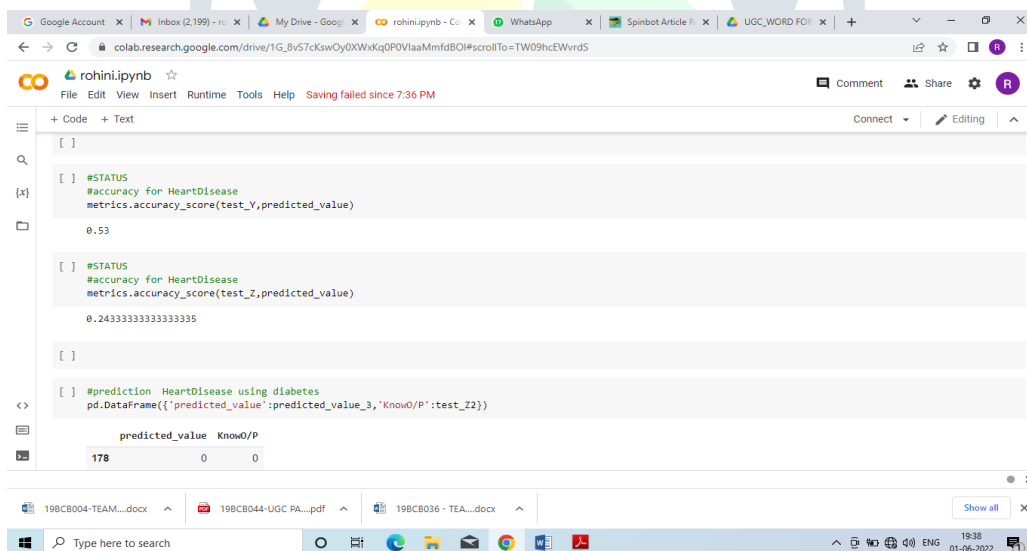 Google Account
Inbox (2,199) - ro
My Drive - Googl
rohini.ipynb - Co
WhatsApp
Spinbot Article R
UGC_WORD FOR
colab.research.google.com/drive/1G_8vS7cKswOy0XWxKq0P0VIaaMmfdBOI#scrollTo=TW09hcEWvrdS
R
rohini.ipynb
Comment
Share
R
File Edit View Insert Runtime Tools Help Saving failed since 7:36 PM
+ Code + Text
Connect
Editing
[ ]
[ ] #STATUS
#accuracy for HeartDisease
metrics.accuracy_score(test_Y,predicted_value)
0.53
[ ] #STATUS
#accuracy for HeartDisease
metrics.accuracy_score(test_Z,predicted_value)
0.24333333333333335
[ ]
[ ] #prediction HeartDisease using diabetes
pd.DataFrame({'predicted_value':predicted_value_3,'KnowO/P':test_Z2})
predicted_value KnowO/P
178 0 0
{x}
<>
19BCB004-TEAM....docx
19BCB044-UGC PA....pdf
19BCB036 - TEA....docx
Show all
Type here to search
ENG
19:38
01-06-2022